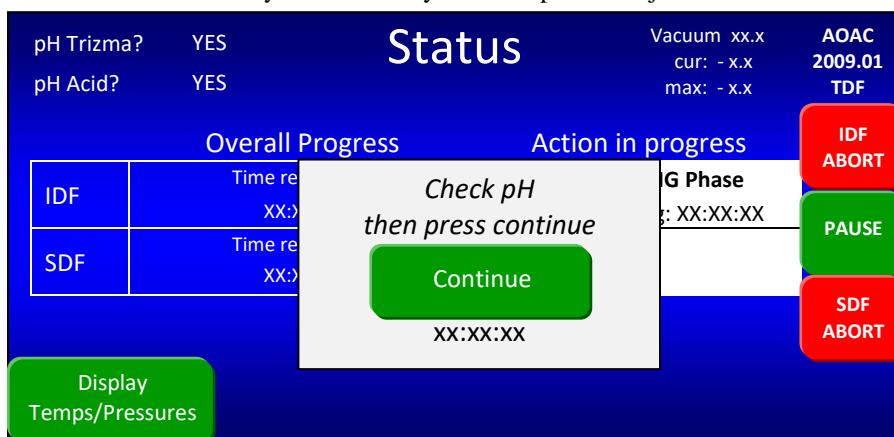 pH Trizma? YES
pH Acid? YES
Status
Vacuum xx.x
cur: - x.x
max: - x.x
AOAC
2009.01
TDF
Overall Progress
Action in progress
IDF
ABORT
IDF
Time re
XX:X
G Phase
: XX:XX:XX
Check pH
then press continue
Continue
xx:xx:xx
PAUSE
SDF
Time re
XX:X
SDF
ABORT
Display
Temps/Pressures